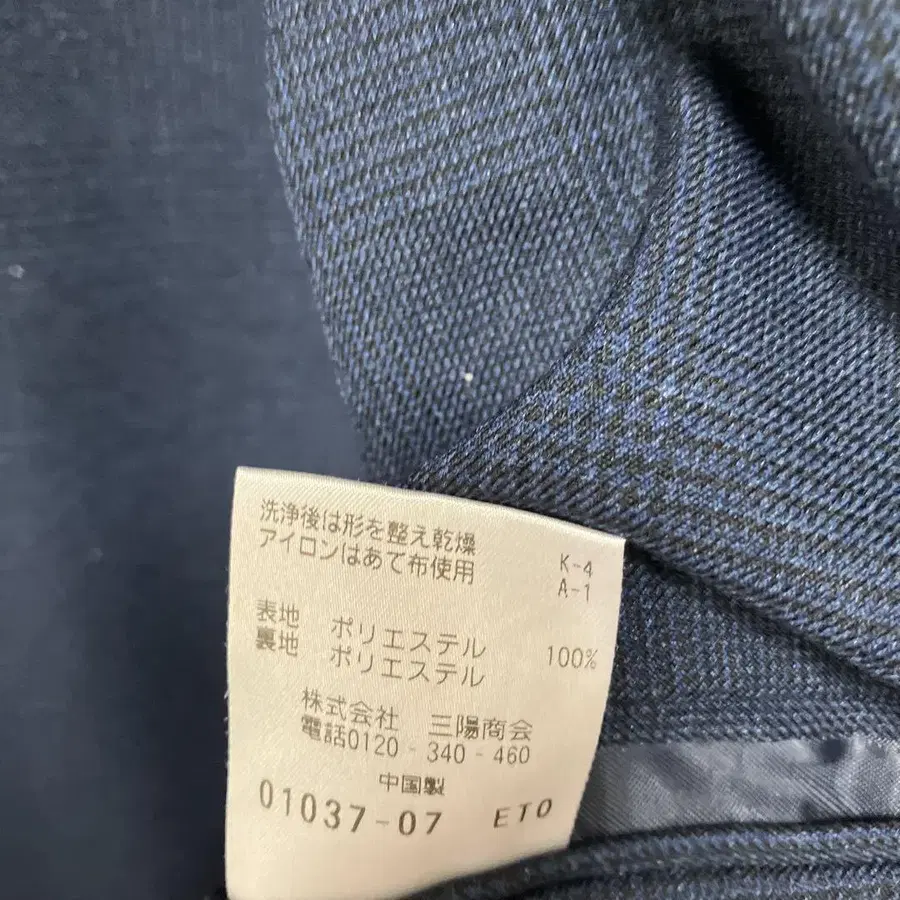 洗浄後は形を整え乾燥
アイロンはあて布使用
K-4
A-1
表地 ポリエステル 100%
裏地 ポリエステル
株式会社 三陽商会
電話0120-340-460
中国製
01037-07 ETO